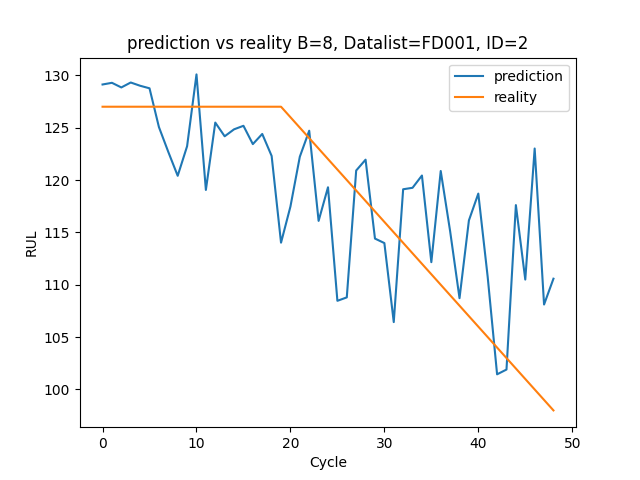 prediction vs reality B=8, Datalist=FD001, ID=2
prediction
reality
130
125
120
115
110
105
100
RUL
0 10 20 30 40 50
Cycle